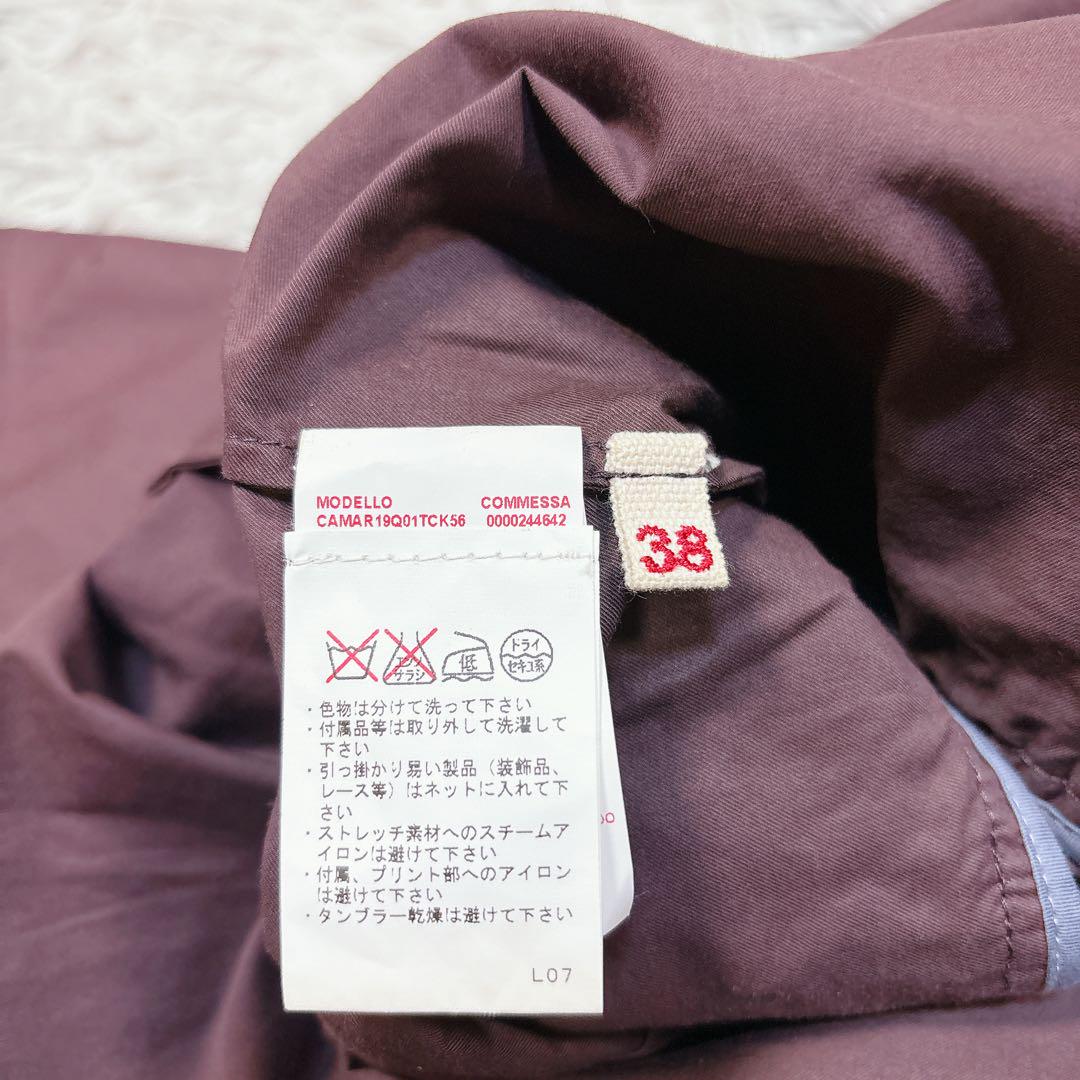 MODELLO COMMESSA
CAMAR19Q01TCK56 0000244642
38
低
ドライ
セキユ系
サラシ
・色物は分けて洗って下さい
・付属品等は取り外して洗濯して
下さい
・引っ掛かり易い製品（装飾品、
レース等）はネットに入れて下
さい
・ストレッチ素材へのスチームア
イロンは避けて下さい
・付属、プリント部へのアイロン
は避けて下さい
・タンブラー乾燥は避けて下さい
L07